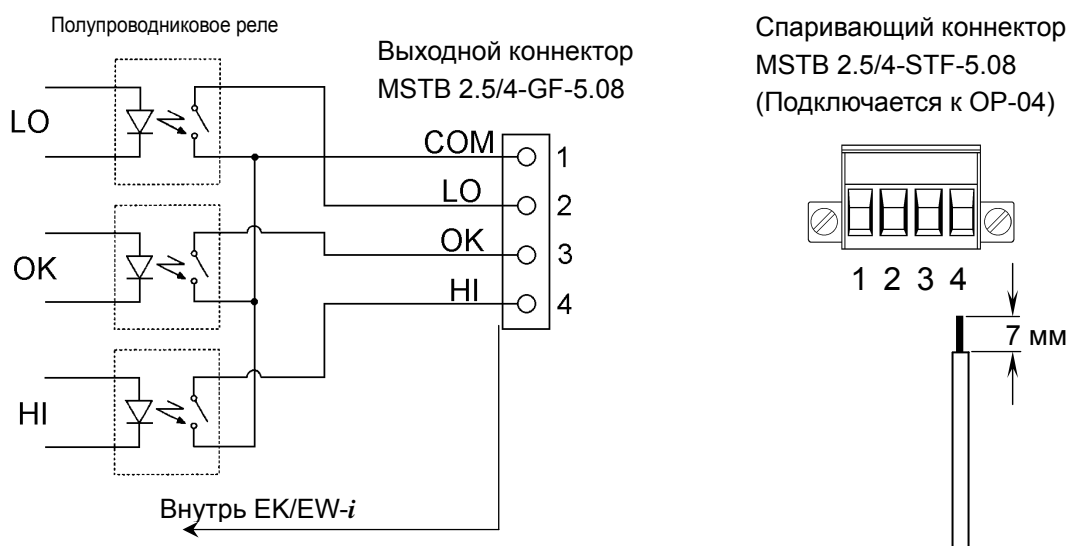 Полупроводниковое реле
Выходной коннектор
MSTB 2.5/4-GF-5.08
LO
OK
HI
COM
LO
OK
HI
1
2
3
4
Внутрь EK/EW-i
Спаривающий коннектор
MSTB 2.5/4-STF-5.08
(Подключается к OP-04)
1 2 3 4
7 мм